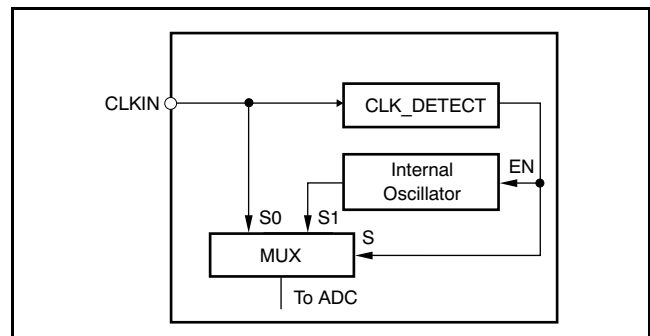 CLKIN
CLK_DETECT
Internal
Oscillator
EN
S0
S1
S
MUX
To ADC